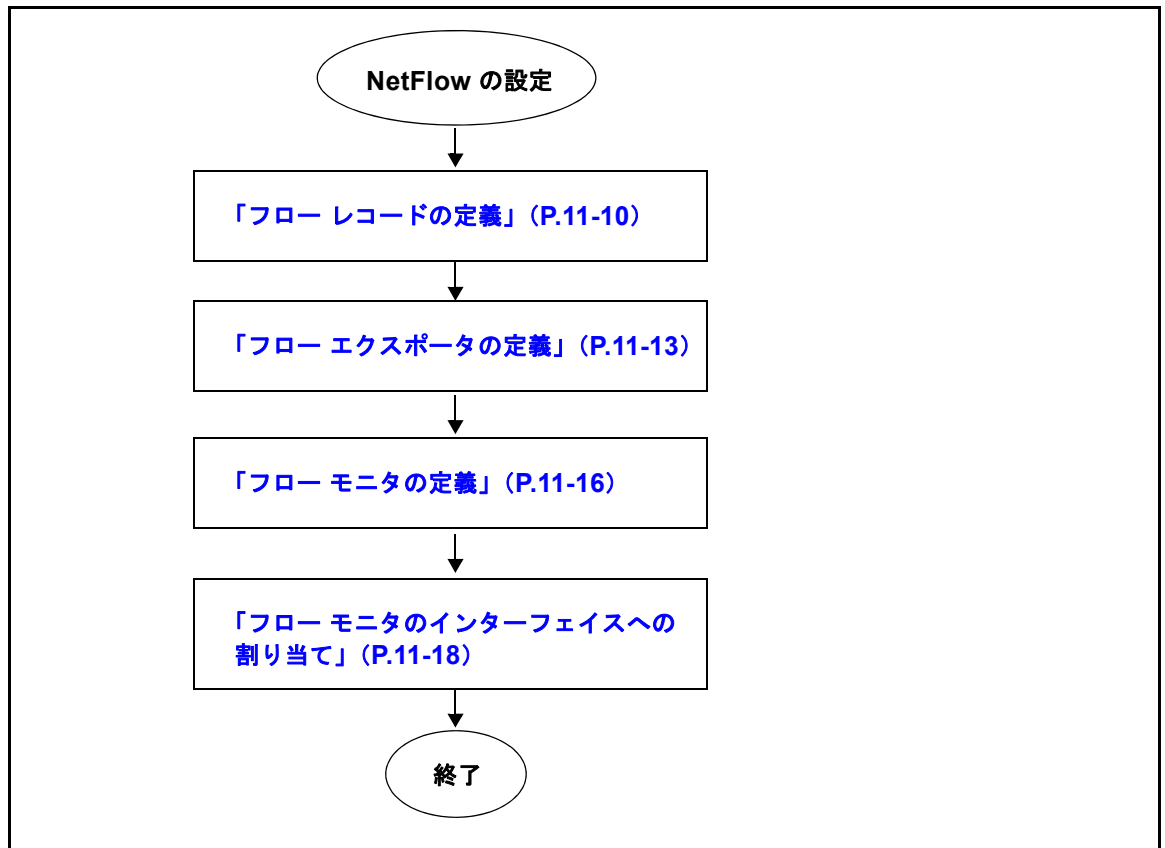 NetFlow の設定
「フロー レコードの定義」(P.11-10)
「フロー エクスポータの定義」(P.11-13)
「フロー モニタの定義」(P.11-16)
「フロー モニタのインターフェイスへの
割り当て」(P.11-18)
終了